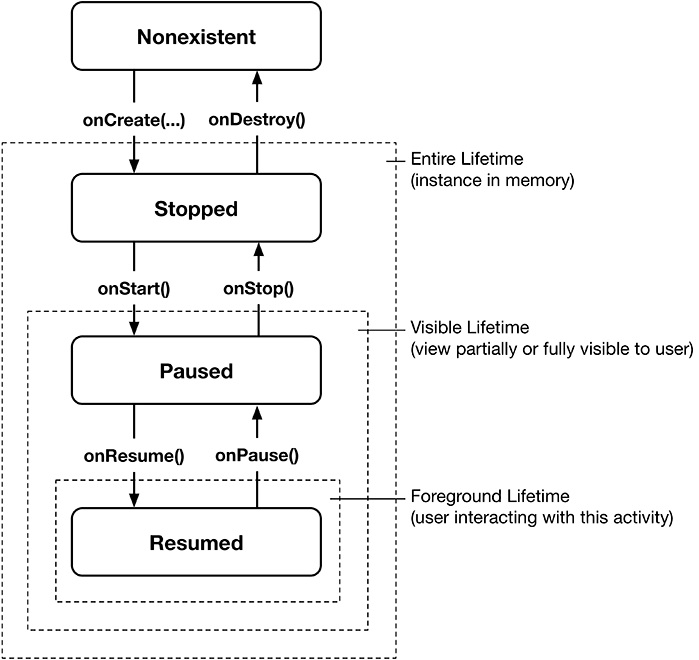 Nonexistent
onCreate(...)
onDestroy()
Entire Lifetime
(instance in memory)
Stopped
onStart()
onStop()
Visible Lifetime
(view partially or fully visible to user)
Paused
onResume()
onPause()
Foreground Lifetime
(user interacting with this activity)
Resumed